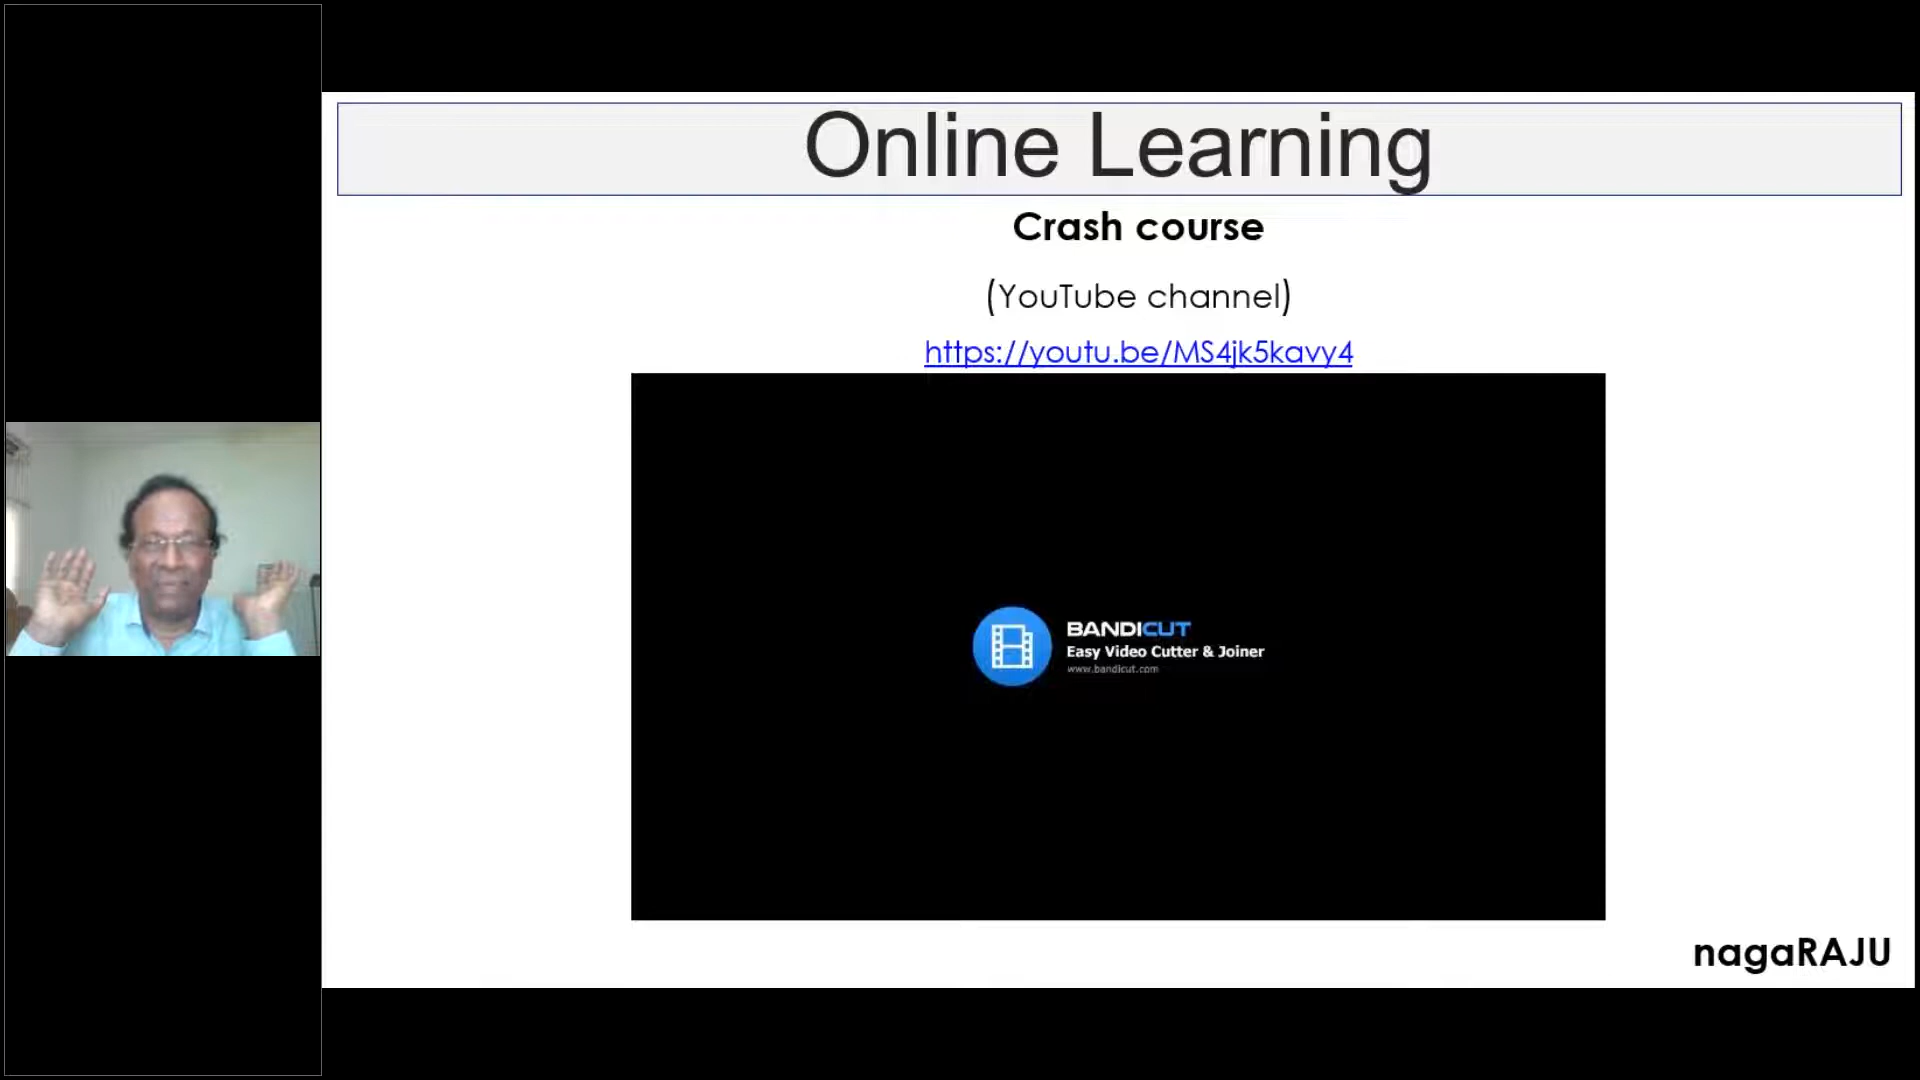 Online Learning
Crash course
(YouTube channel)
https://youtu.be/MS4jk5kavy4
BANDICUT
Easy Video Cutter & Joiner
www.bandicut.com
nagaRAJU